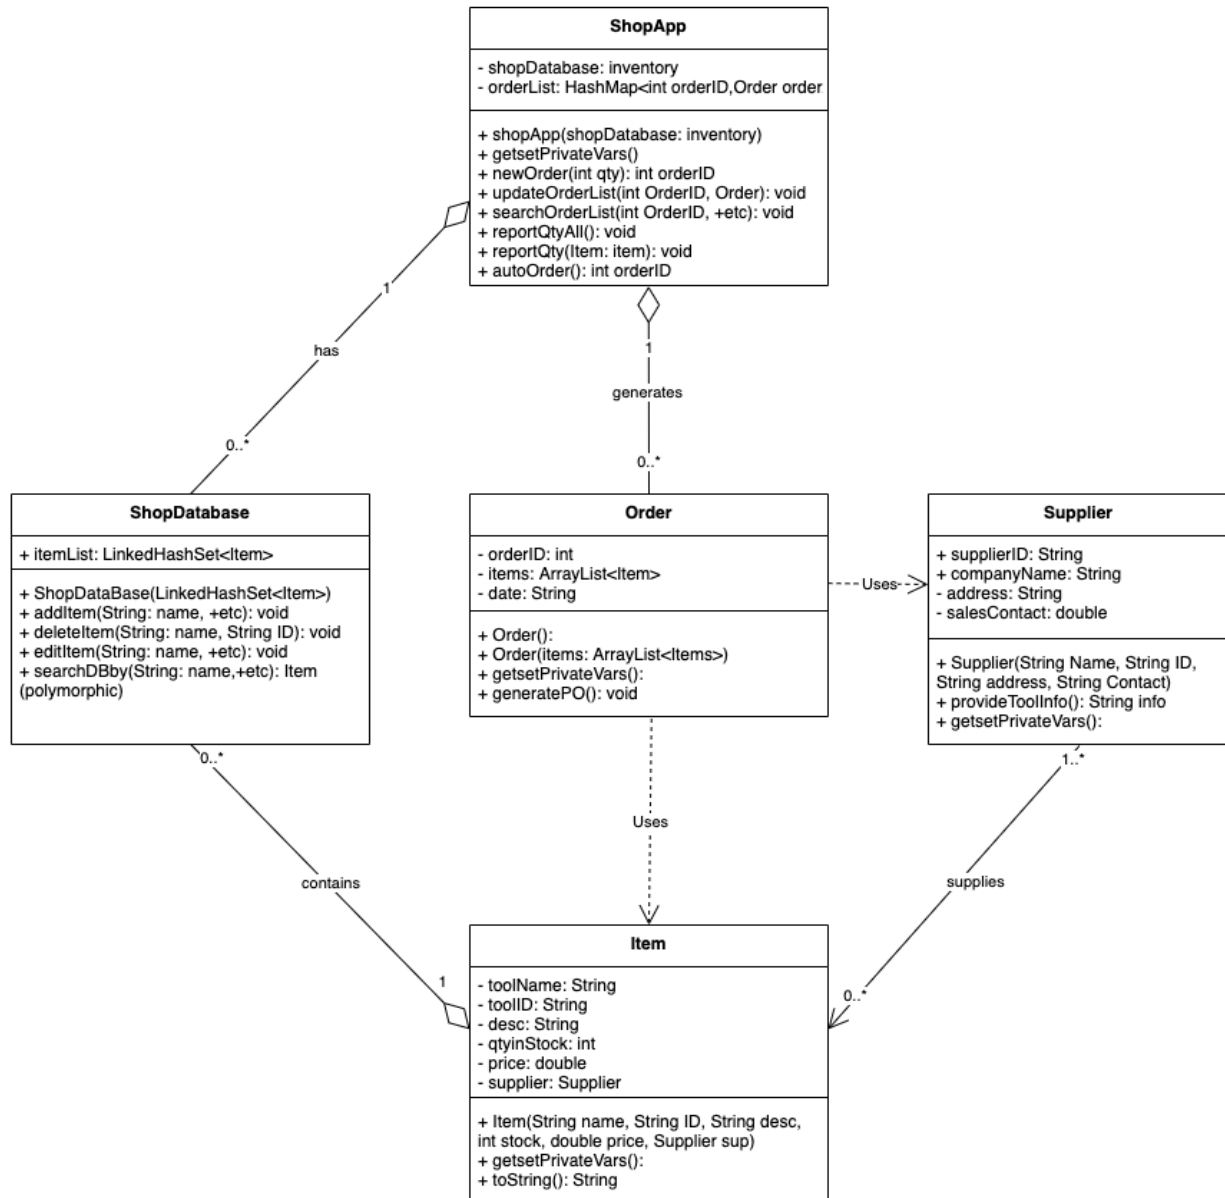 ShopApp
- shopDatabase: inventory
- orderList: HashMap<int orderID,Order order
+ shopApp(shopDatabase: inventory)
+ getsetPrivateVars()
+ newOrder(int qty): int orderID
+ updateOrderList(int OrderID, Order): void
+ searchOrderList(int OrderID, +etc): void
+ reportQtyAll(): void
+ reportQty(Item: item): void
+ autoOrder(): int orderID
1
has
0..*
1
generates
0..*
ShopDatabase
+ itemList: LinkedHashSet<Item>
+ ShopDataBase(LinkedHashSet<Item>)
+ addItem(String: name, +etc): void
+ deleteItem(String: name, String ID): void
+ editItem(String: name, +etc): void
+ searchDBby(String: name,+etc): Item
(polymorphic)
Order
- orderID: int
- items: ArrayList<Item>
- date: String
+ Order():
+ Order(items: ArrayList<Items>)
+ getsetPrivateVars():
+ generatePO(): void
Uses
Supplier
+ supplierID: String
+ companyName: String
- address: String
- salesContact: double
+ Supplier(String Name, String ID,
String address, String Contact)
+ provideToolInfo(): String info
+ getsetPrivateVars():
0..*
contains
1
Uses
1..*
supplies
0..*
Item
- toolName: String
- toolID: String
- desc: String
- qtyinStock: int
- price: double
- supplier: Supplier
+ Item(String name, String ID, String desc,
int stock, double price, Supplier sup)
+ getsetPrivateVars():
+ toString(): String